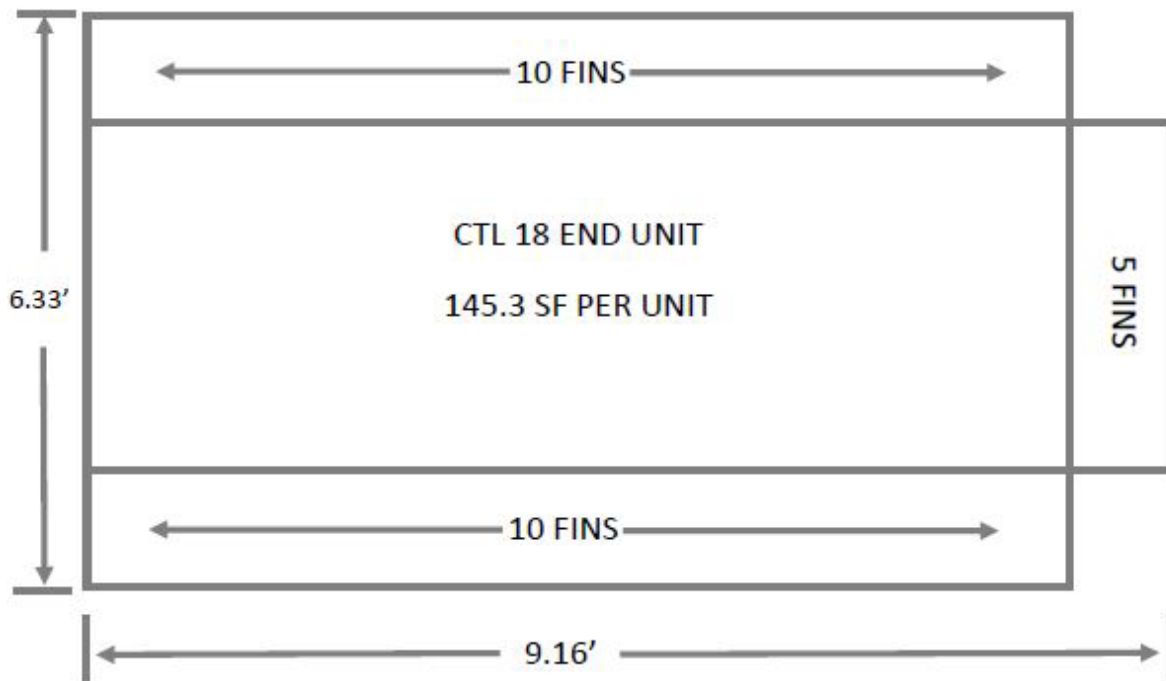 10 FINS
CTL 18 END UNIT
145.3 SF PER UNIT
6.33’
5 FINS
10 FINS
9.16’